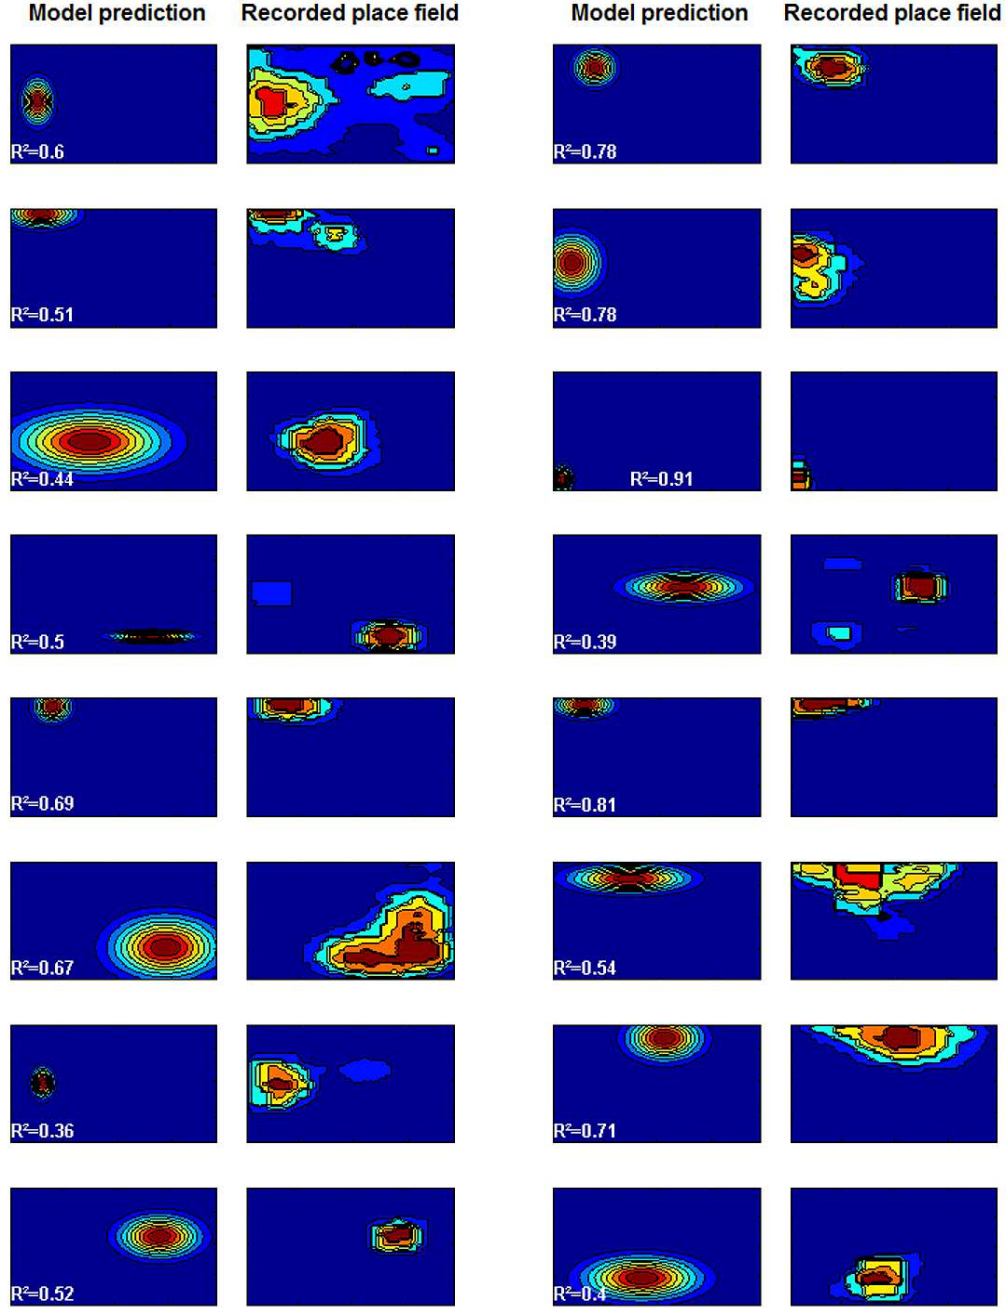 Model prediction Recorded place field Model prediction Recorded place field
R²=0.6 R²=0.78
R²=0.51 R²=0.78
R²=0.44 R²=0.91
R²=0.5 R²=0.39
R²=0.69 R²=0.81
R²=0.67 R²=0.54
R²=0.36 R²=0.71
R²=0.52 R²=0.4